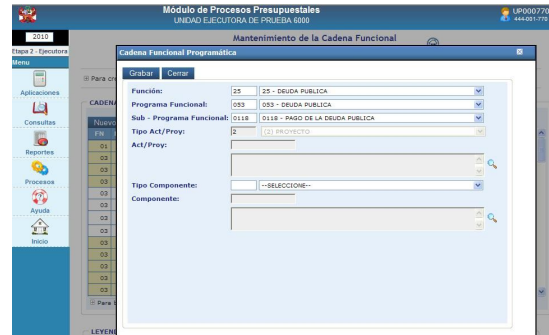 Módulo de Procesos Presupuestales
UNIDAD EJECUTORA DE PRUEBA 6000
UP000770
444-001-776
2010
Etapa 2 - Ejecutora
Menu
Aplicaciones
Consultas
Reportes
Procesos
Ayuda
Inicio
Mantenimiento de la Cadena Funcional
Para cre
CADENA
Nuevo
FN
01
03
03
03
03
03
03
03
03
03
03
03
Para
LEYEN
Cadena Funcional Programática
Grabar Cerrar
Función: 25 25 - DEUDA PUBLICA
Programa Funcional: 053 053 - DEUDA PUBLICA
Sub - Programa Funcional: 0118 0118 - PAGO DE LA DEUDA PUBLICA
Tipo Act/Proy: 2 (2) PROYECTO
Act/Proy:
Tipo Componente: --SELECCIONE--
Componente: